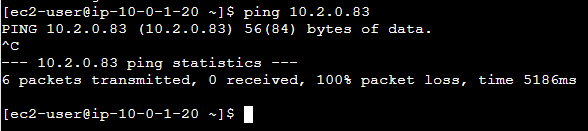 [ec2-user@ip-10-0-1-20 ~]$ ping 10.2.0.83
PING 10.2.0.83 (10.2.0.83) 56(84) bytes of data.
^C
--- 10.2.0.83 ping statistics ---
6 packets transmitted, 0 received, 100% packet loss, time 5186ms
[ec2-user@ip-10-0-1-20 ~]$